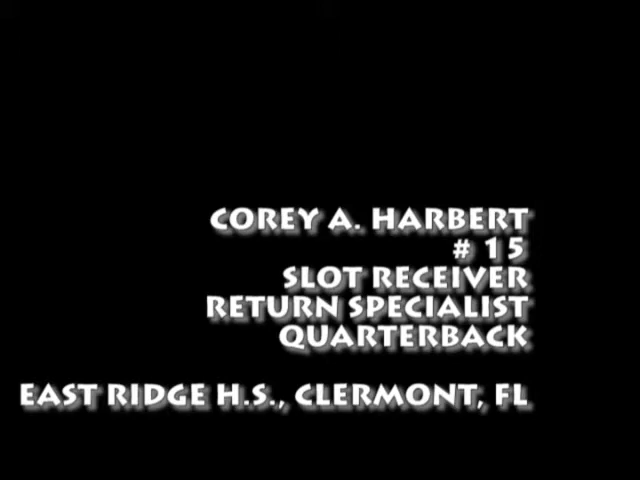 COREY A. HARBERT
# 15
SLOT RECEIVER
RETURN SPECIALIST
QUARTERBACK
EAST RIDGE H.S., CLERMONT, FL